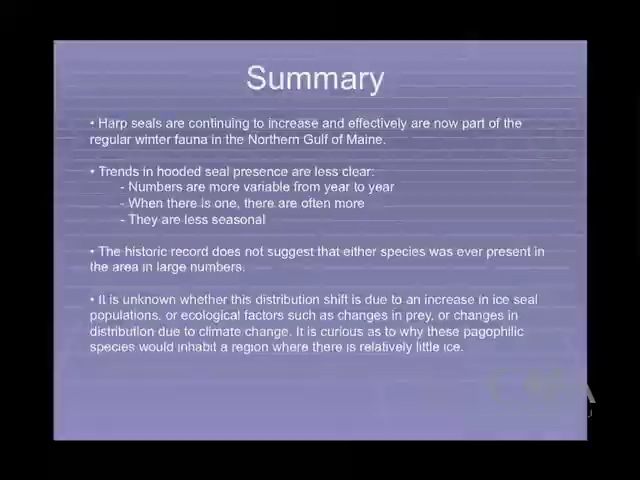 Summary
• Harp seals are continuing to increase and effectively are now part of the
regular winter fauna in the Northern Gulf of Maine.
• Trends in hooded seal presence are less clear:
- Numbers are more variable from year to year
- When there is one, there are often more
- They are less seasonal
• The historic record does not suggest that either species was ever present in
the area in large numbers.
• It is unknown whether this distribution shift is due to an increase in ice seal
populations, or ecological factors such as changes in prey, or changes in
distribution due to climate change. It is curious as to why these pagophilic
species would inhabit a region where there is relatively little ice.